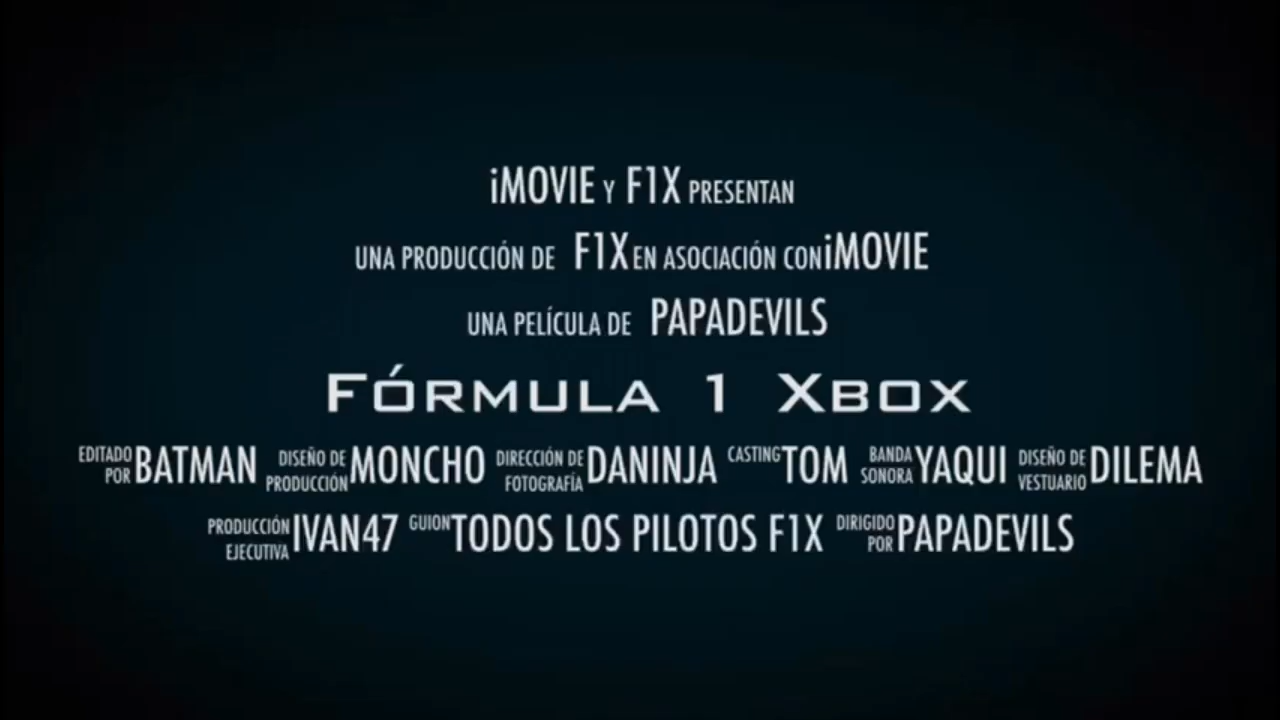 iMOVIE Y F1X PRESENTAN
UNA PRODUCCIÓN DE F1X EN ASOCIACIÓN CON iMOVIE
UNA PELÍCULA DE PAPADEVILS
FÓRMULA 1 XBOX
EDITADO POR BATMAN DISEÑO DE PRODUCCIÓN MONCHO DIRECCIÓN DE FOTOGRAFÍA DANINJA CASTING TOM BANDA SONORA YAQUI DISEÑO DE VESTUARIO DILEMA
PRODUCCIÓN EJECUTIVA IVAN47 GUION TODOS LOS PILOTOS F1X DIRIGIDO POR PAPADEVILS